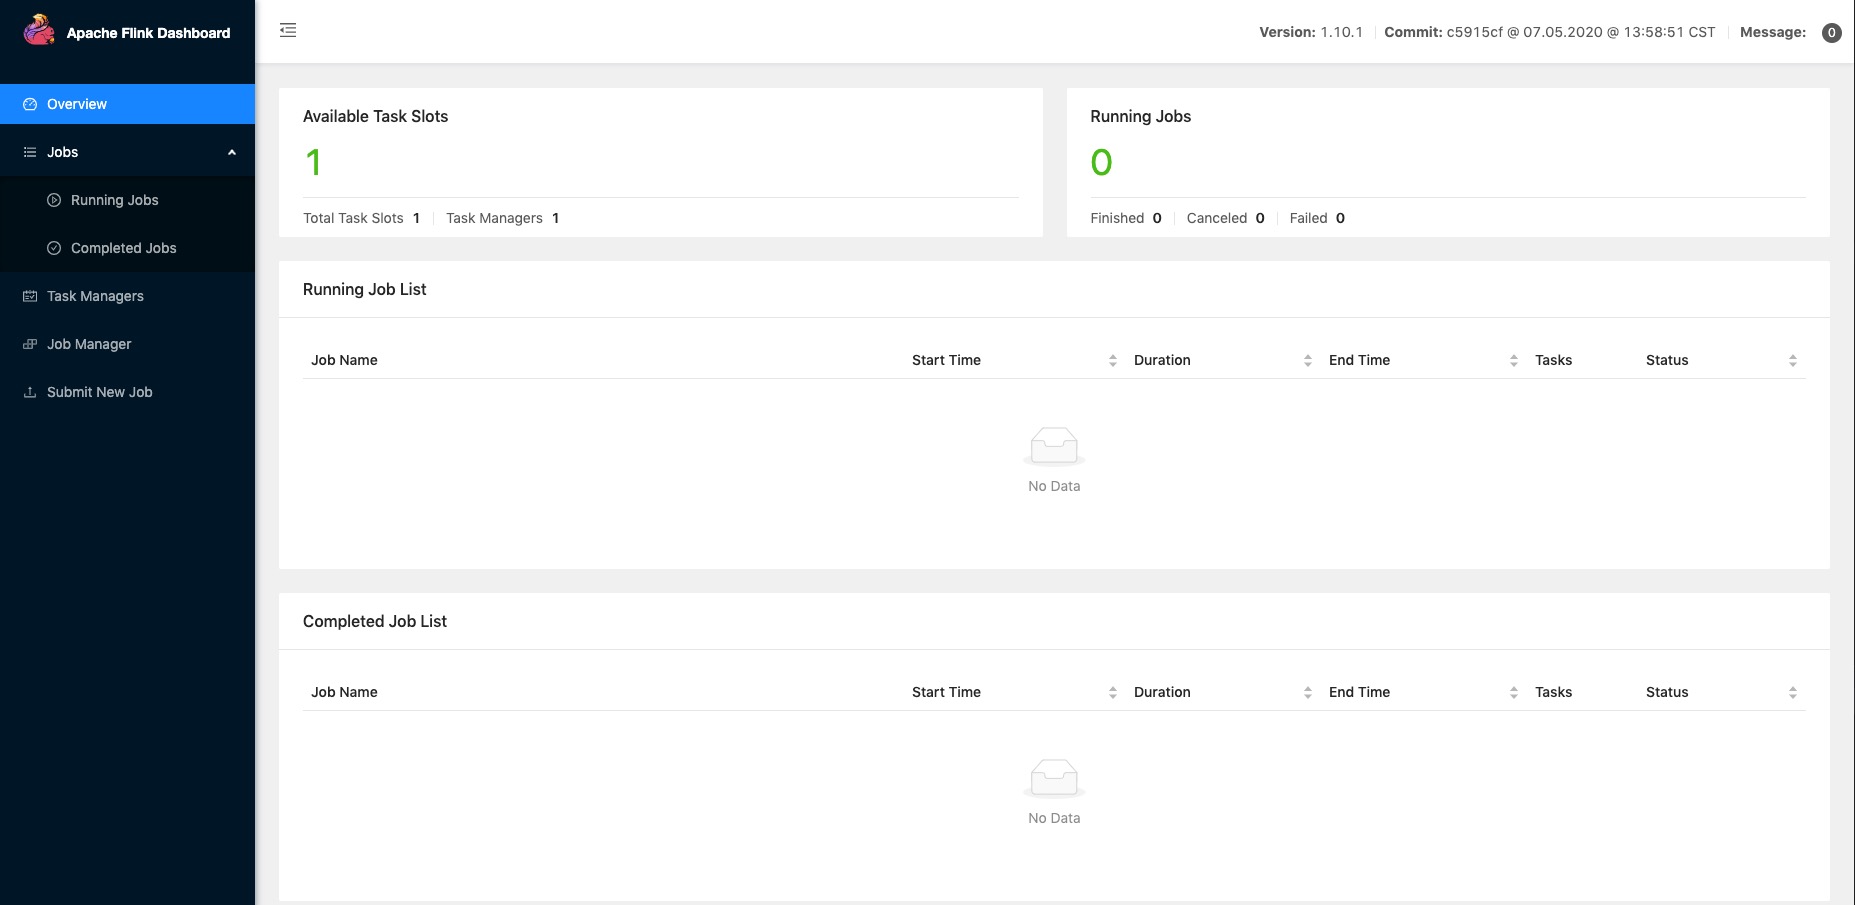 Apache Flink Dashboard
Version: 1.10.1 Commit: c5915cf @ 07.05.2020 @ 13:58:51 CST Message: 0
Overview
Jobs
Running Jobs
Completed Jobs
Task Managers
Job Manager
Submit New Job
Available Task Slots
1
Total Task Slots 1 Task Managers 1
Running Jobs
0
Finished 0 Canceled 0 Failed 0
Running Job List
Job Name Start Time Duration End Time Tasks Status
No Data
Completed Job List
Job Name Start Time Duration End Time Tasks Status
No Data